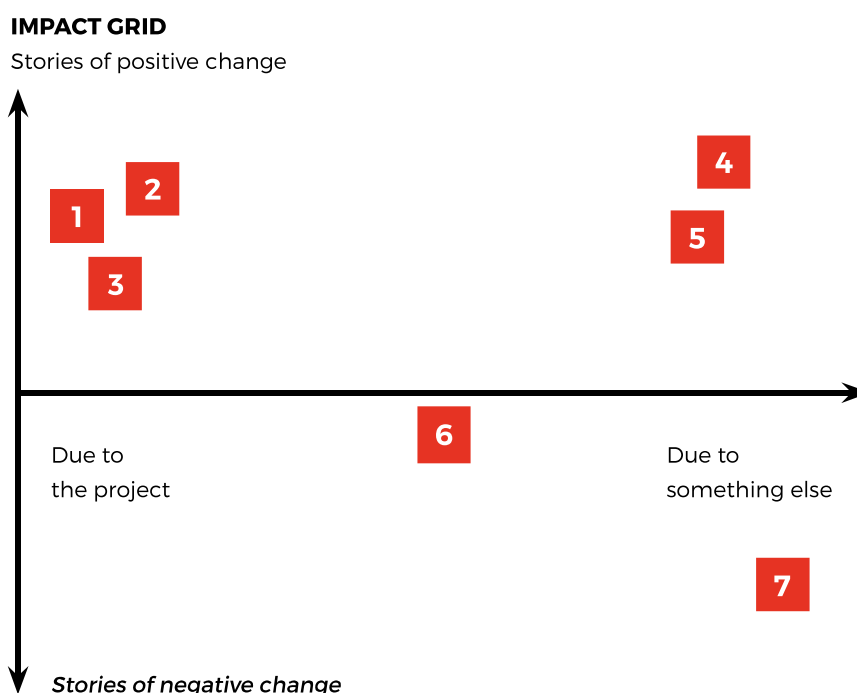 IMPACT GRID
Stories of positive change
4
2
1
5
3
6
Due to
the project
Due to
something else
7
Stories of negative change